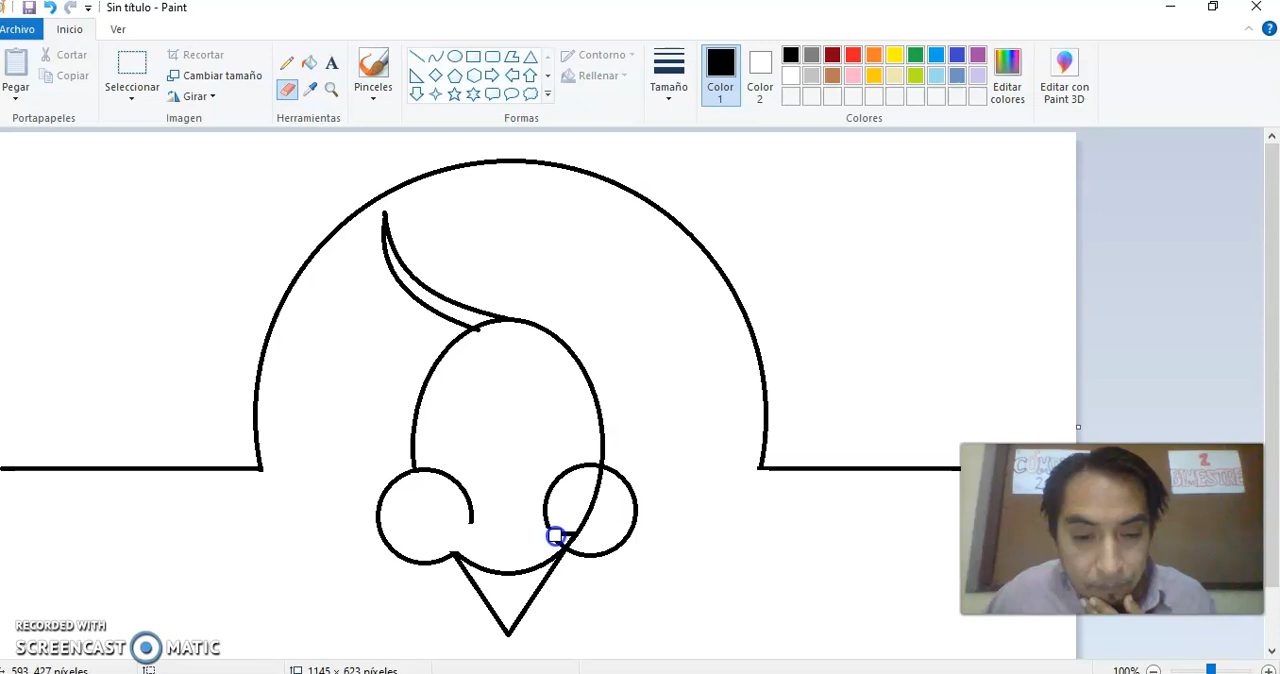 Sin título - Paint
Archivo Inicio Ver
Pegar
Cortar
Copiar
Portapapeles
Seleccionar
Recortar
Cambiar tamaño
Girar
Imagen
A
Herramientas
Pinceles
Contorno
Rellenar
Formas
Tamaño
Color 1
Color 2
Editar colores
Colores
Editar con Paint 3D
2
BIMESTRE
RECORDED WITH
SCREENCAST MATIC
593, 427 píxeles
1145 × 623 píxeles
100%